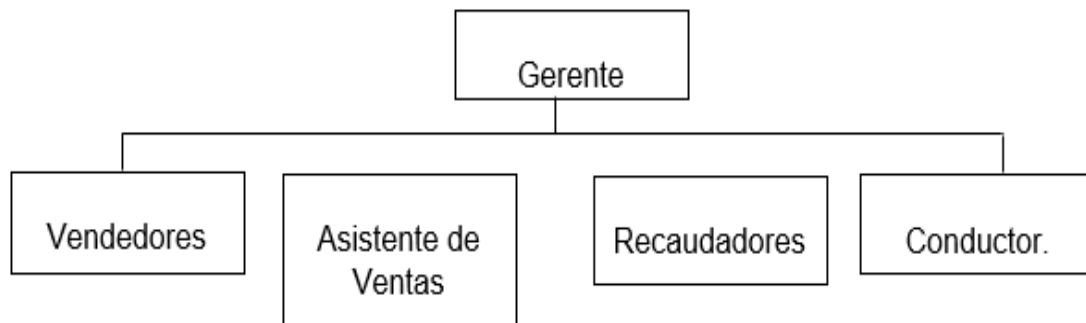 Gerente
Vendedores
Asistente de
Ventas
Recaudadores
Conductor.